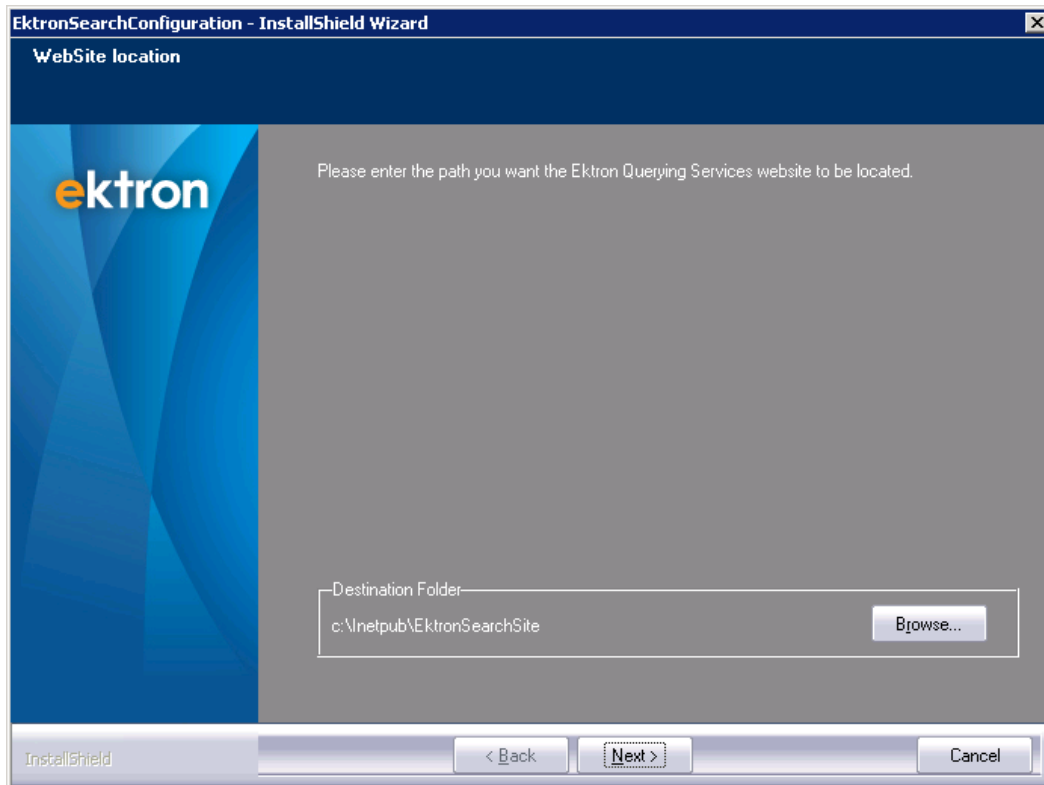 EktronSearchConfiguration - InstallShield Wizard
WebSite location
ektron
Please enter the path you want the Ektron Querying Services website to be located.
Destination Folder
c:\Inetpub\EktronSearchSite
Browse...
InstallShield
< Back
Next >
Cancel